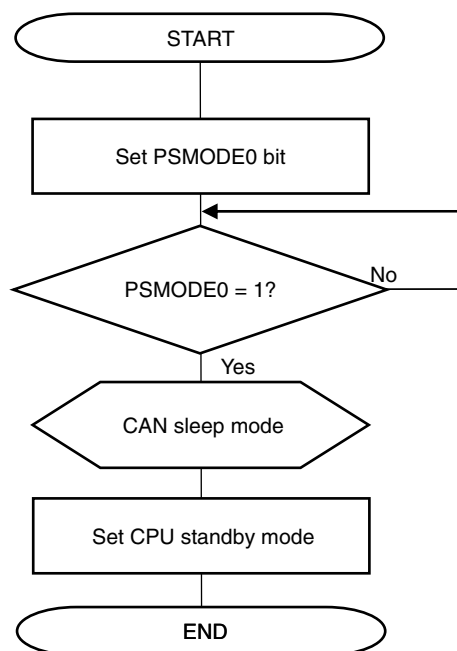 START
Set PSMODE0 bit
PSMODE0 = 1?
No
Yes
CAN sleep mode
Set CPU standby mode
END